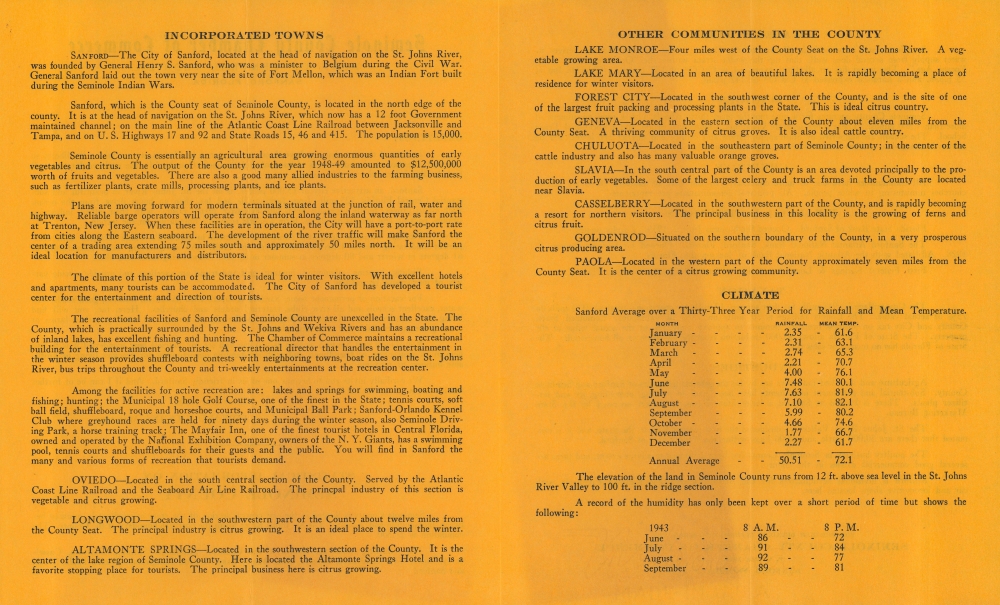 INCORPORATED TOWNS
SANFORD—The City of Sanford, located at the head of navigation on the St. Johns River,
was founded by General Henry S. Sanford, who was a minister to Belgium during the Civil War.
General Sanford laid out the town very near the site of Fort Mellon, which was an Indian Fort built
during the Seminole Indian Wars.
Sanford, which is the County seat of Seminole County, is located in the north edge of the
county. It is at the head of navigation on the St. Johns River, which now has a 12 foot Government
maintained channel; on the main line of the Atlantic Coast Line Railroad between Jacksonville and
Tampa, and on U. S. Highways 17 and 92 and State Roads 15, 46 and 415. The population is 15,000.
Seminole County is essentially an agricultural area growing enormous quantities of early
vegetables and citrus. The output of the County for the year 1948-49 amounted to $12,500,000
worth of fruits and vegetables. There are also a good many allied industries to the farming business,
such as fertilizer plants, crate mills, processing plants, and ice plants.
Plans are moving forward for modern terminals situated at the junction of rail, water and
highway. Reliable barge operators will operate from Sanford along the inland waterway as far north
at Trenton, New Jersey. When these facilities are in operation, the City will have a port-to-port rate
from cities along the Eastern seaboard. The development of the river traffic will make Sanford the
center of a trading area extending 75 miles south and approximately 50 miles north. It will be an
ideal location for manufacturers and distributors.
The climate of this portion of the State is ideal for winter visitors. With excellent hotels
and apartments, many tourists can be accommodated. The City of Sanford has developed a tourist
center for the entertainment and direction of tourists.
The recreational facilities of Sanford and Seminole County are unexcelled in the State. The
County, which is practically surrounded by the St. Johns and Wekiva Rivers and has an abundance
of inland lakes, has excellent fishing and hunting. The Chamber of Commerce maintains a recreational
building for the entertainment of tourists. A recreational director that handles the entertainment in
the winter season provides shuffleboard contests with neighboring towns, boat rides on the St. Johns
River, bus trips throughout the County and tri-weekly entertainments at the recreation center.
Among the facilities for active recreation are: lakes and springs for swimming, boating and
fishing; hunting; the Municipal 18 hole Golf Course, one of the finest in the State; tennis courts, soft
ball field, shuffleboard, roque and horseshoe courts, and Municipal Ball Park; Sanford-Orlando Kennel
Club where greyhound races are held for ninety days during the winter season, also Seminole Driv-
ing Park, a horse training track; The Mayfair Inn, one of the finest tourist hotels in Central Florida,
owned and operated by the National Exhibition Company, owners of the N. Y. Giants, has a swimming
pool, tennis courts and shuffleboards for their guests and the public. You will find in Sanford the
many and various forms of recreation that tourists demand.
OVIEDO—Located in the south central section of the County. Served by the Atlantic
Coast Line Railroad and the Seaboard Air Line Railroad. The princpal industry of this section is
vegetable and citrus growing.
LONGWOOD—Located in the southwestern part of the County about twelve miles from
the County Seat. The principal industry is citrus growing. It is an ideal place to spend the winter.
ALTAMONTE SPRINGS—Located in the southwestern section of the County. It is the
center of the lake region of Seminole County. Here is located the Altamonte Springs Hotel and is a
favorite stopping place for tourists. The principal business here is citrus growing.
OTHER COMMUNITIES IN THE COUNTY
LAKE MONROE—Four miles west of the County Seat on the St. Johns River. A veg-
etable growing area.
LAKE MARY—Located in an area of beautiful lakes. It is rapidly becoming a place of
residence for winter visitors.
FOREST CITY—Located in the southwest corner of the County, and is the site of one
of the largest fruit packing and processing plants in the State. This is ideal citrus country.
GENEVA—Located in the eastern section of the County about eleven miles from the
County Seat. A thriving community of citrus groves. It is also ideal cattle country.
CHULUOTA—Located in the southeastern part of Seminole County; in the center of the
cattle industry and also has many valuable orange groves.
SLAVIA—In the south central part of the County is an area devoted principally to the pro-
duction of early vegetables. Some of the largest celery and truck farms in the County are located
near Slavia.
CASSELBERRY—Located in the southwestern part of the County, and is rapidly becoming
a resort for northern visitors. The principal business in this locality is the growing of ferns and
citrus fruit.
GOLDENROD—Situated on the southern boundary of the County, in a very prosperous
citrus producing area.
PAOLA—Located in the western part of the County approximately seven miles from the
County Seat. It is the center of a citrus growing community.
CLIMATE
Sanford Average over a Thirty-Three Year Period for Rainfall and Mean Temperature.
MONTH RAINFALL MEAN TEMP.
January - - - - 2.35 - 61.6
February - - - - 2.31 - 63.1
March - - - - 2.74 - 65.3
April - - - - 2.21 - 70.7
May - - - - 4.00 - 76.1
June - - - - 7.48 - 80.1
July - - - - 7.63 - 81.9
August - - - - 7.10 - 82.1
September - - - - 5.99 - 80.2
October - - - - 4.66 - 74.6
November - - - - 1.77 - 66.7
December - - - - 2.27 - 61.7
Annual Average - - 50.51 - 72.1
The elevation of the land in Seminole County runs from 12 ft. above sea level in the St. Johns
River Valley to 100 ft. in the ridge section.
A record of the humidity has only been kept over a short period of time but shows the
following:
1943 8 A. M. 8 P. M.
June - - - 86 - - 72
July - - - 91 - - 84
August - - - 92 - - 77
September - - 89 - - 81